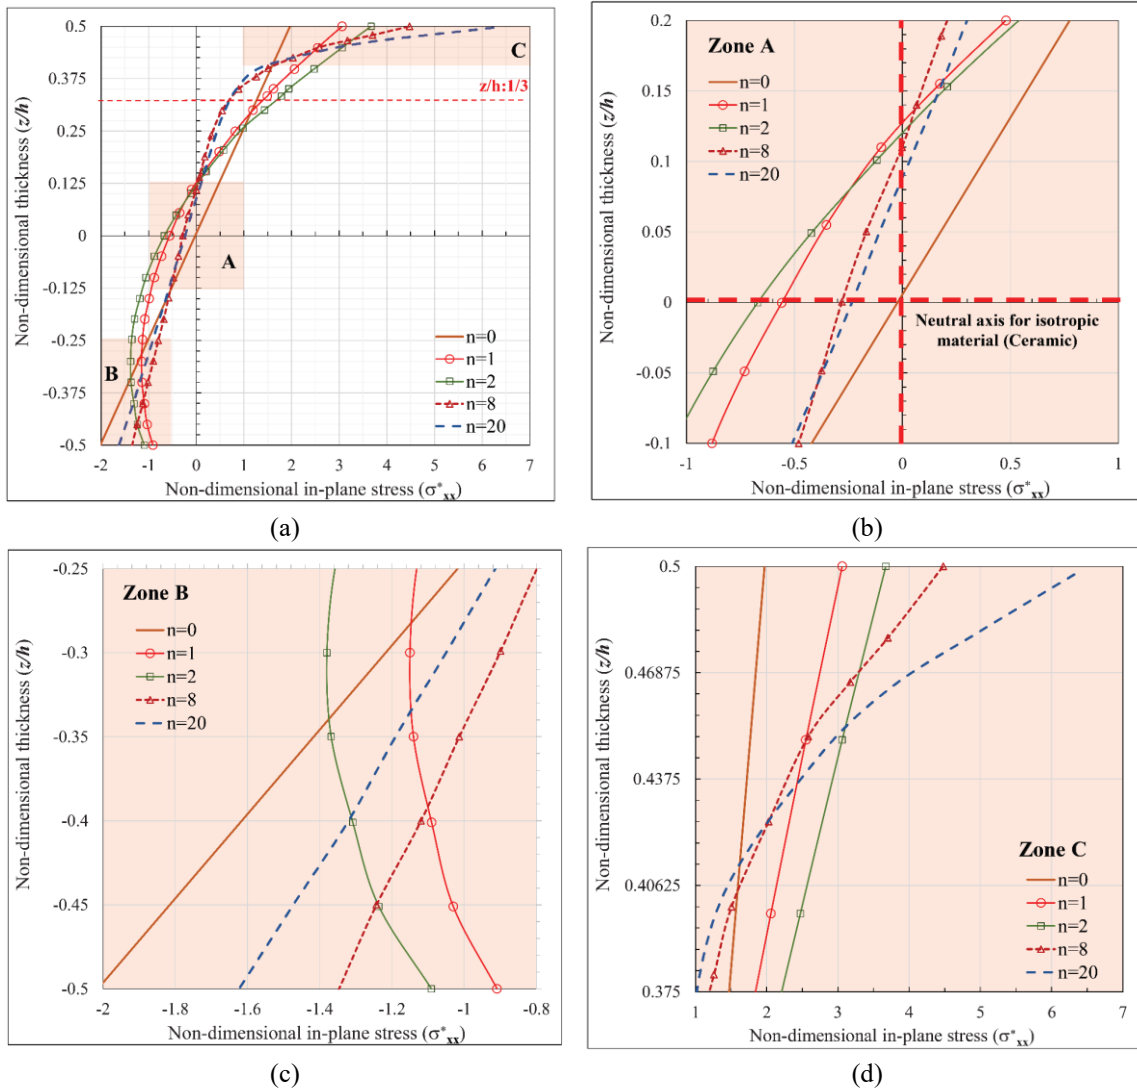 0.5
0.375
0.25
0.125
0
-0.125
-0.25
-0.375
-0.5
Non-dimensional thickness (z/h)
C
z/h:1/3
A
B
n=0
n=1
n=2
n=8
n=20
-2 -1 0 1 2 3 4 5 6 7
Non-dimensional in-plane stress (σ*xx)
(a)
0.2
0.15
0.1
0.05
0
-0.05
-0.1
Non-dimensional thickness (z/h)
Zone A
n=0
n=1
n=2
n=8
n=20
Neutral axis for isotropic
material (Ceramic)
-1 -0.5 0 0.5 1
Non-dimensional in-plane stress (σ*xx)
(b)
-0.25
-0.3
-0.35
-0.4
-0.45
-0.5
Non-dimensional thickness (z/h)
Zone B
n=0
n=1
n=2
n=8
n=20
-2 -1.8 -1.6 -1.4 -1.2 -1 -0.8
Non-dimensional in-plane stress (σ*xx)
(c)
0.5
0.46875
0.4375
0.40625
0.375
Non-dimensional thickness (z/h)
Zone C
n=0
n=1
n=2
n=8
n=20
1 2 3 4 5 6 7
Non-dimensional in-plane stress (σ*xx)
(d)